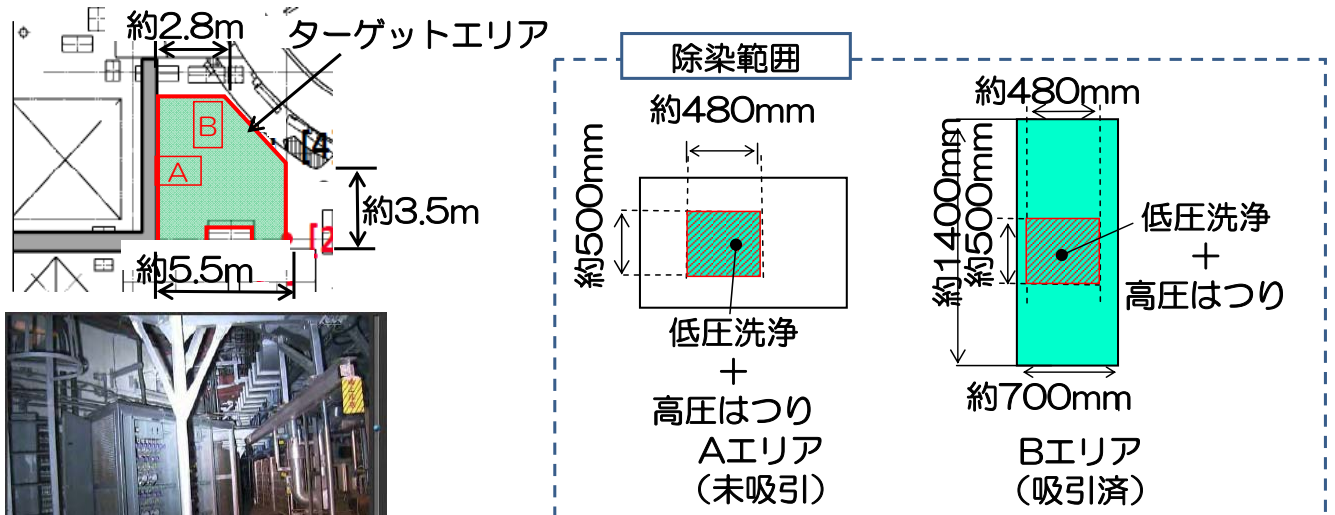 約2.8m
ターゲットエリア
B
A
約3.5m
約5.5m
除染範囲
約480mm
約500mm
低圧洗浄
＋
高圧はつり
Aエリア
（未吸引）
約480mm
約1400mm
約500mm
低圧洗浄
＋
高圧はつり
約700mm
Bエリア
（吸引済）